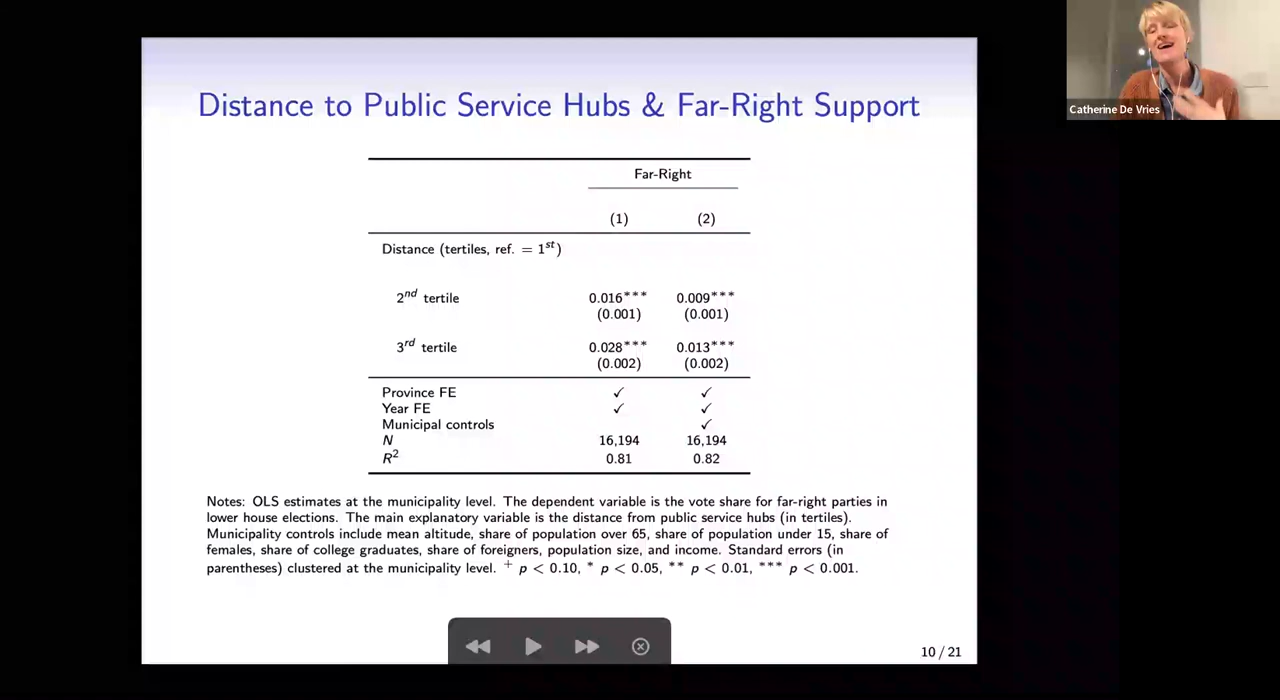 Distance to Public Service Hubs & Far-Right Support
Far-Right
(1) (2)
Distance (tertiles, ref. = 1st)
2nd tertile 0.016*** 0.009***
(0.001) (0.001)
3rd tertile 0.028*** 0.013***
(0.002) (0.002)
Province FE ✓ ✓
Year FE ✓ ✓
Municipal controls ✓
N 16,194 16,194
R2 0.81 0.82
Notes: OLS estimates at the municipality level. The dependent variable is the vote share for far-right parties in
lower house elections. The main explanatory variable is the distance from public service hubs (in tertiles).
Municipality controls include mean altitude, share of population over 65, share of population under 15, share of
females, share of college graduates, share of foreigners, population size, and income. Standard errors (in
parentheses) clustered at the municipality level. + p < 0.10, * p < 0.05, ** p < 0.01, *** p < 0.001.
10 / 21
Catherine De Vries